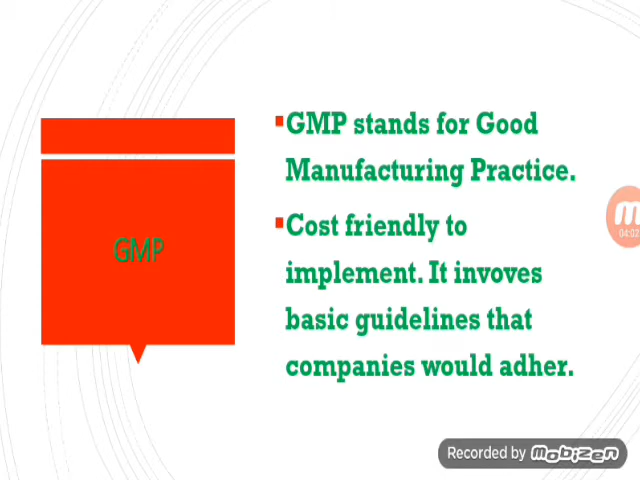 GMP
▪GMP stands for Good
Manufacturing Practice.
▪Cost friendly to
implement. It invoves
basic guidelines that
companies would adher.
04:02
Recorded by mobizen